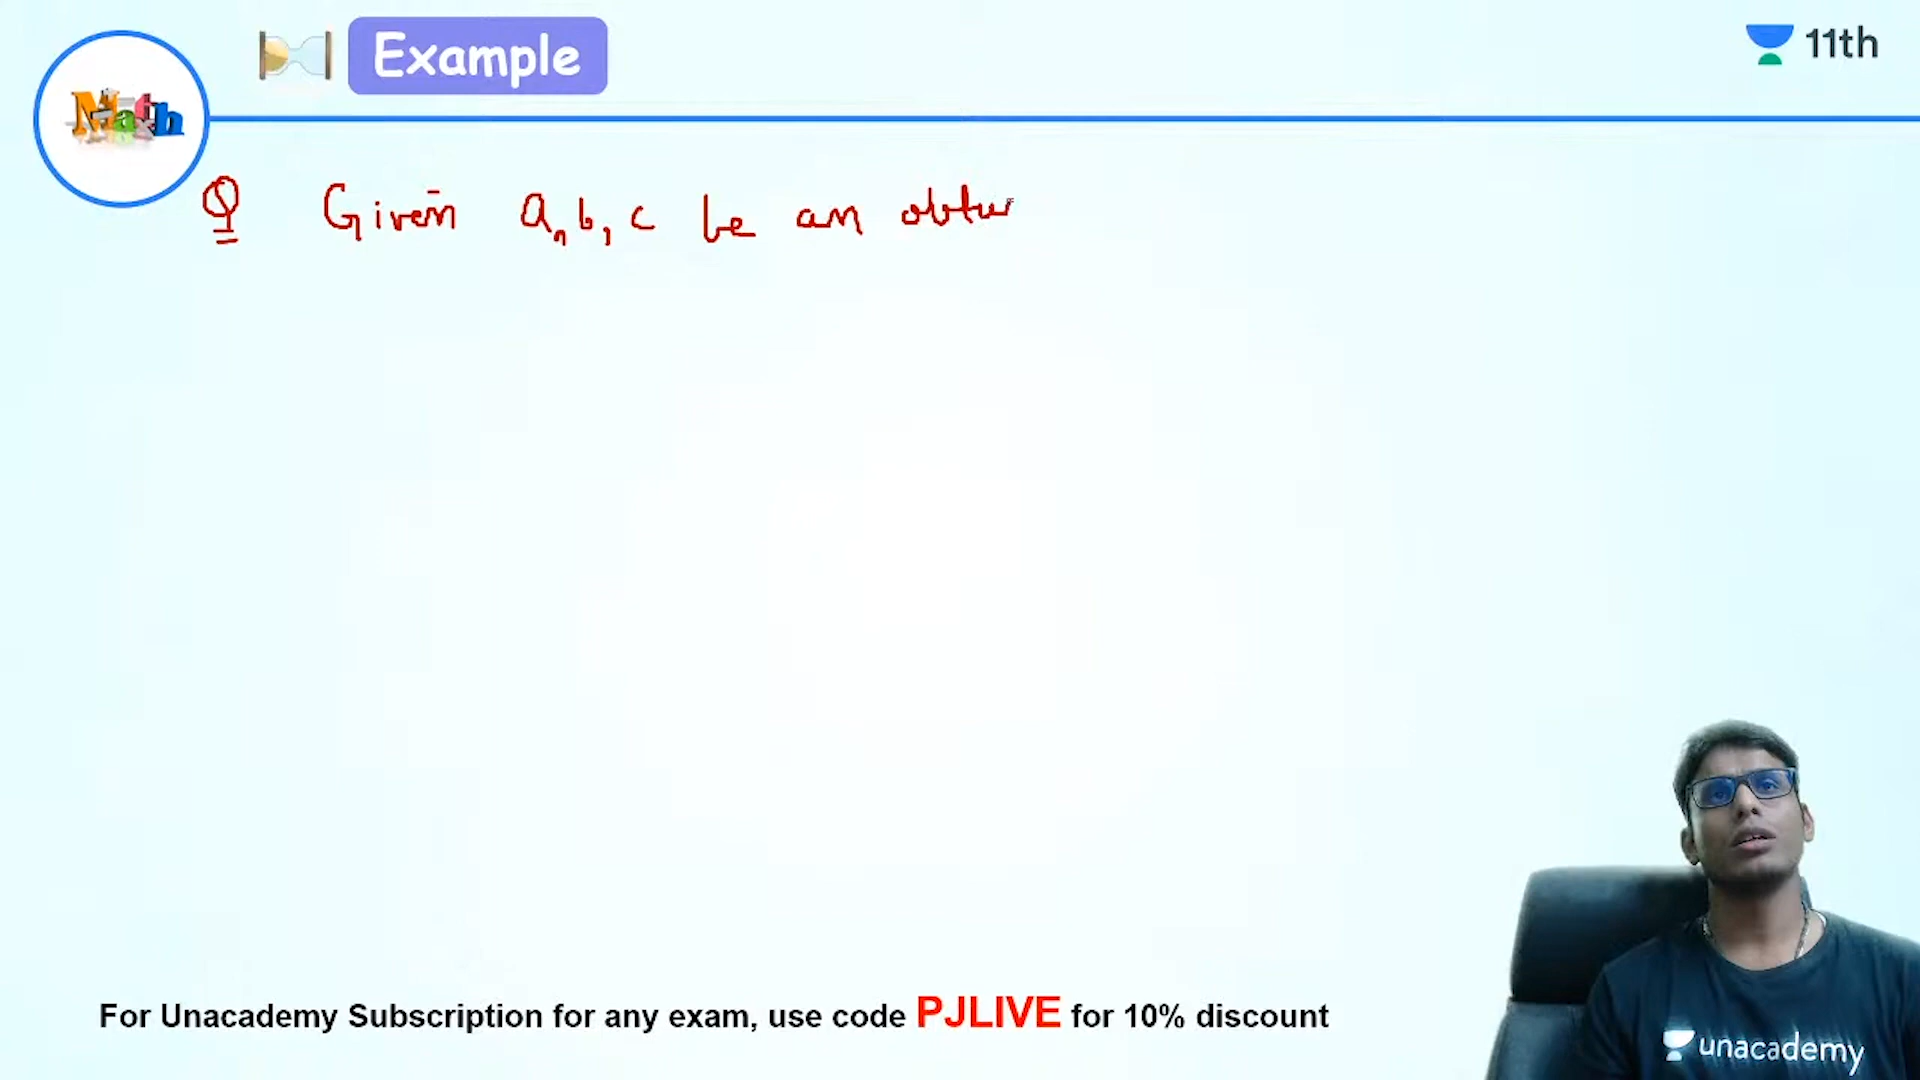 Example
11th
Math
Q Given a, b, c be an obtu
For Unacademy Subscription for any exam, use code PJLIVE for 10% discount
unacademy